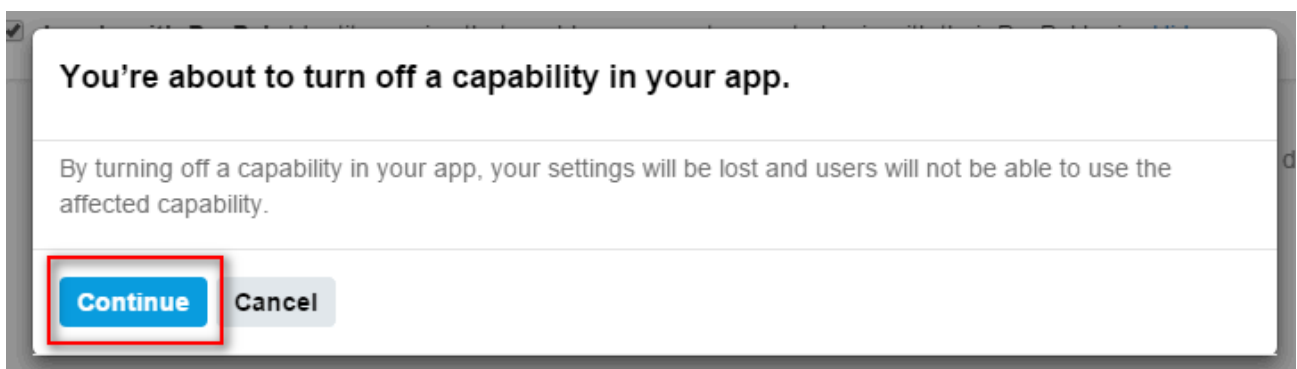 You’re about to turn off a capability in your app.
By turning off a capability in your app, your settings will be lost and users will not be able to use the
affected capability.
Continue
Cancel